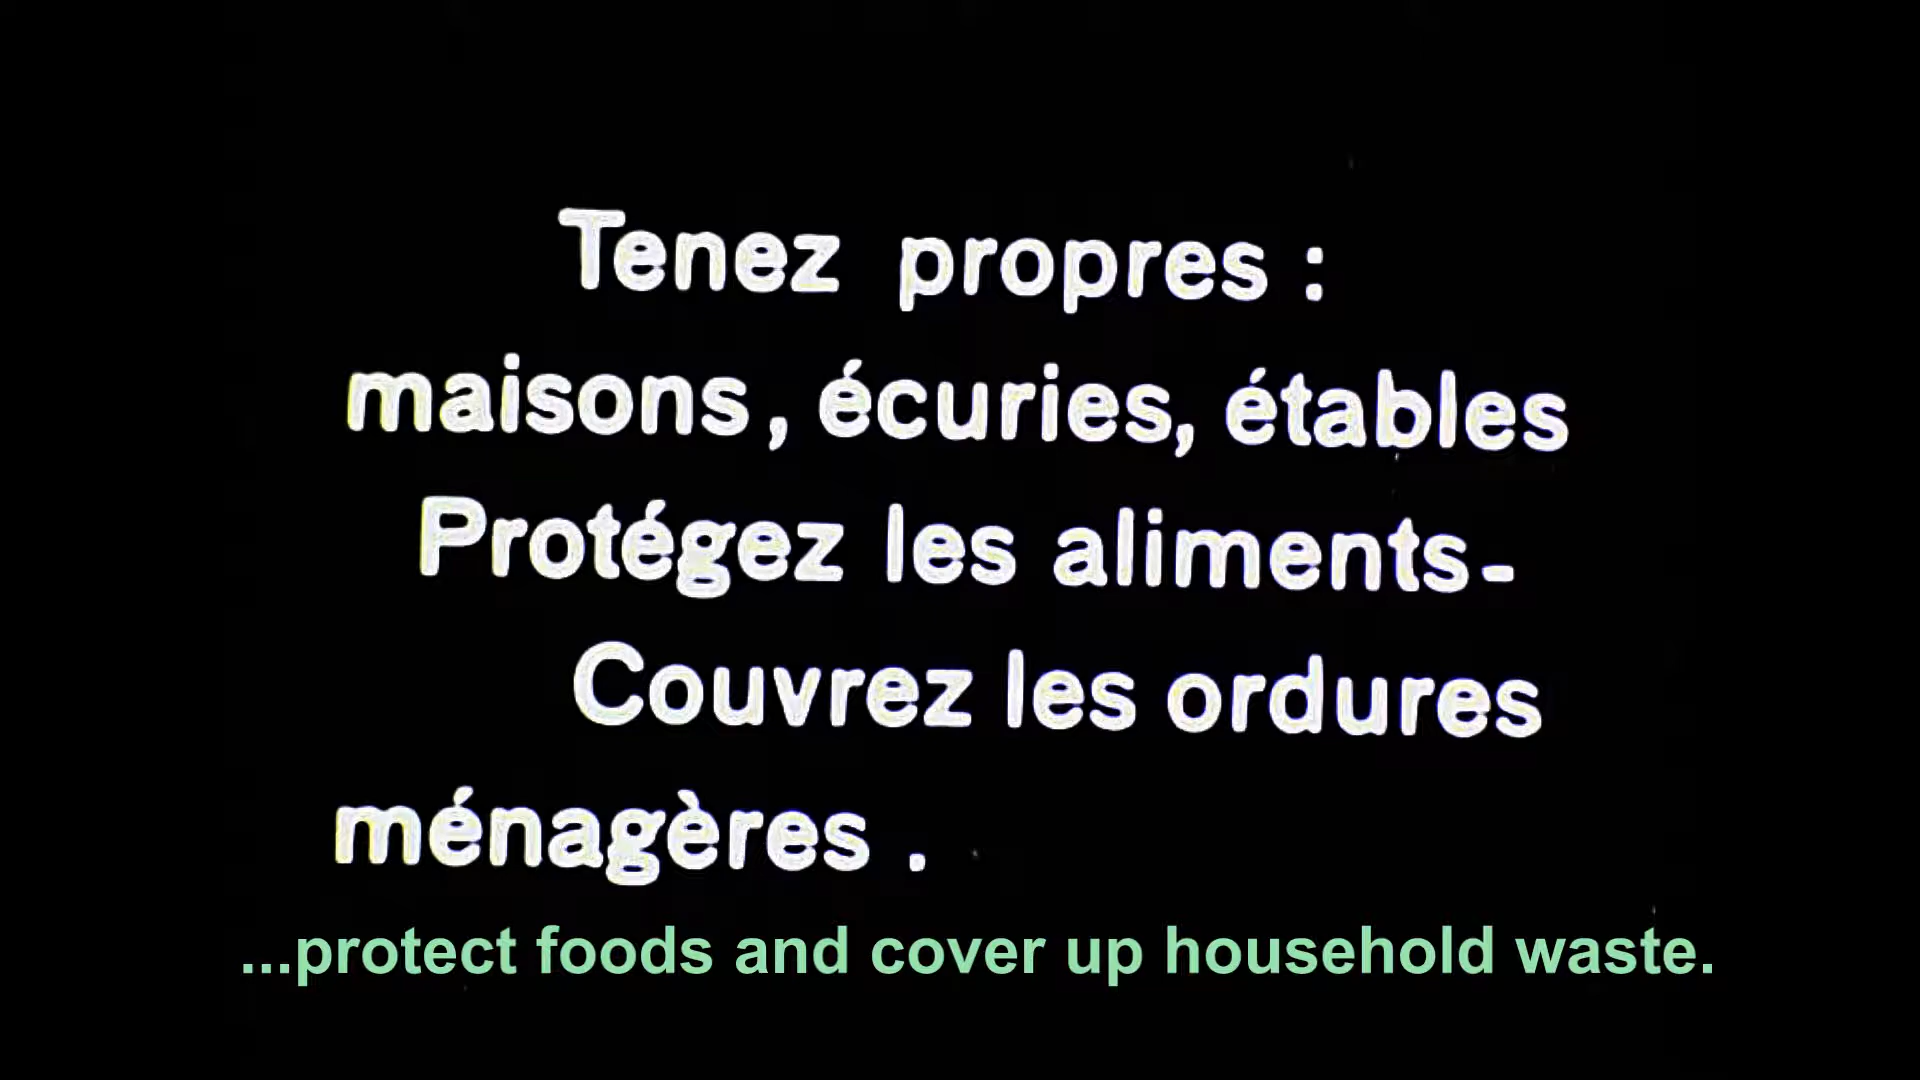 Tenez propres :
maisons, écuries, étables
Protégez les aliments-
Couvrez les ordures
ménagères .
...protect foods and cover up household waste.